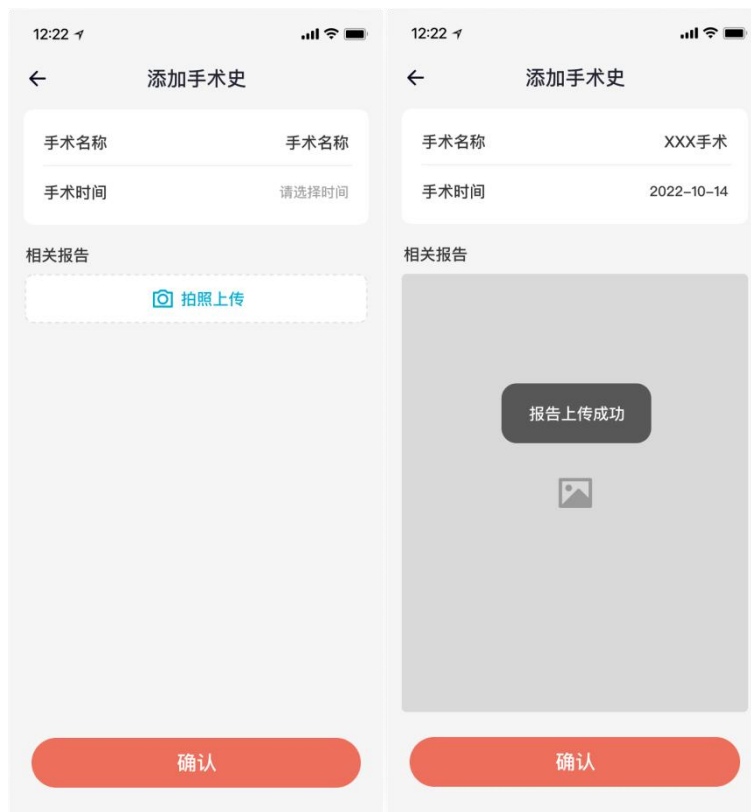 12:22
添加手术史
手术名称 手术名称
手术时间 请选择时间
相关报告
拍照上传
确认
12:22
添加手术史
手术名称 XXX手术
手术时间 2022-10-14
相关报告
报告上传成功
确认